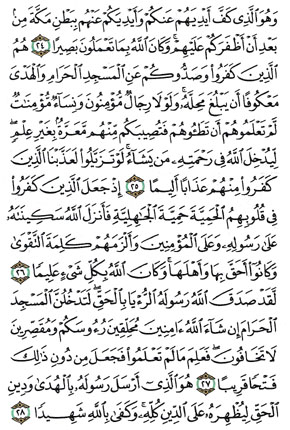 وَهُوَ ٱلَّذِى كَفَّ أَيْدِيَهُمْ عَنكُمْ وَأَيْدِيَكُمْ عَنْهُم بِبَطْنِ مَكَّةَ مِنۢ
بَعْدِ أَنْ أَظْفَرَكُمْ عَلَيْهِمْ ۚ وَكَانَ ٱللَّهُ بِمَا تَعْمَلُونَ بَصِيرًا ٢٤ هُمُ
ٱلَّذِينَ كَفَرُوا۟ وَصَدُّوكُمْ عَنِ ٱلْمَسْجِدِ ٱلْحَرَامِ وَٱلْهَدْىَ
مَعْكُوفًا أَن يَبْلُغَ مَحِلَّهُۥ ۚ وَلَوْلَا رِجَالٌ مُّؤْمِنُونَ وَنِسَآءٌ مُّؤْمِنَٰتٌ
لَّمْ تَعْلَمُوهُمْ أَن تَطَـُٔوهُمْ فَتُصِيبَكُم مِّنْهُم مَّعَرَّةٌۢ بِغَيْرِ عِلْمٍ ۖ
لِّيُدْخِلَ ٱللَّهُ فِى رَحْمَتِهِۦ مَن يَشَآءُ ۚ لَوْ تَزَيَّلُوا۟ لَعَذَّبْنَا ٱلَّذِينَ
كَفَرُوا۟ مِنْهُمْ عَذَابًا أَلِيمًا ٢٥ إِذْ جَعَلَ ٱلَّذِينَ كَفَرُوا۟
فِى قُلُوبِهِمُ ٱلْحَمِيَّةَ حَمِيَّةَ ٱلْجَٰهِلِيَّةِ فَأَنزَلَ ٱللَّهُ سَكِينَتَهُۥ
عَلَىٰ رَسُولِهِۦ وَعَلَى ٱلْمُؤْمِنِينَ وَأَلْزَمَهُمْ كَلِمَةَ ٱلتَّقْوَىٰ
وَكَانُوٓا۟ أَحَقَّ بِهَا وَأَهْلَهَا ۚ وَكَانَ ٱللَّهُ بِكُلِّ شَىْءٍ عَلِيمًا ٢٦
لَّقَدْ صَدَقَ ٱللَّهُ رَسُولَهُ ٱلرُّءْيَا بِٱلْحَقِّ ۖ لَتَدْخُلُنَّ ٱلْمَسْجِدَ
ٱلْحَرَامَ إِن شَآءَ ٱللَّهُ ءَامِنِينَ مُحَلِّقِينَ رُءُوسَكُمْ وَمُقَصِّرِينَ
لَا تَخَافُونَ ۖ فَعَلِمَ مَا لَمْ تَعْلَمُوا۟ فَجَعَلَ مِن دُونِ ذَٰلِكَ
فَتْحًا قَرِيبًا ٢٧ هُوَ ٱلَّذِىٓ أَرْسَلَ رَسُولَهُۥ بِٱلْهُدَىٰ وَدِينِ
ٱلْحَقِّ لِيُظْهِرَهُۥ عَلَى ٱلدِّينِ كُلِّهِۦ ۚ وَكَفَىٰ بِٱللَّهِ شَهِيدًا ٢٨